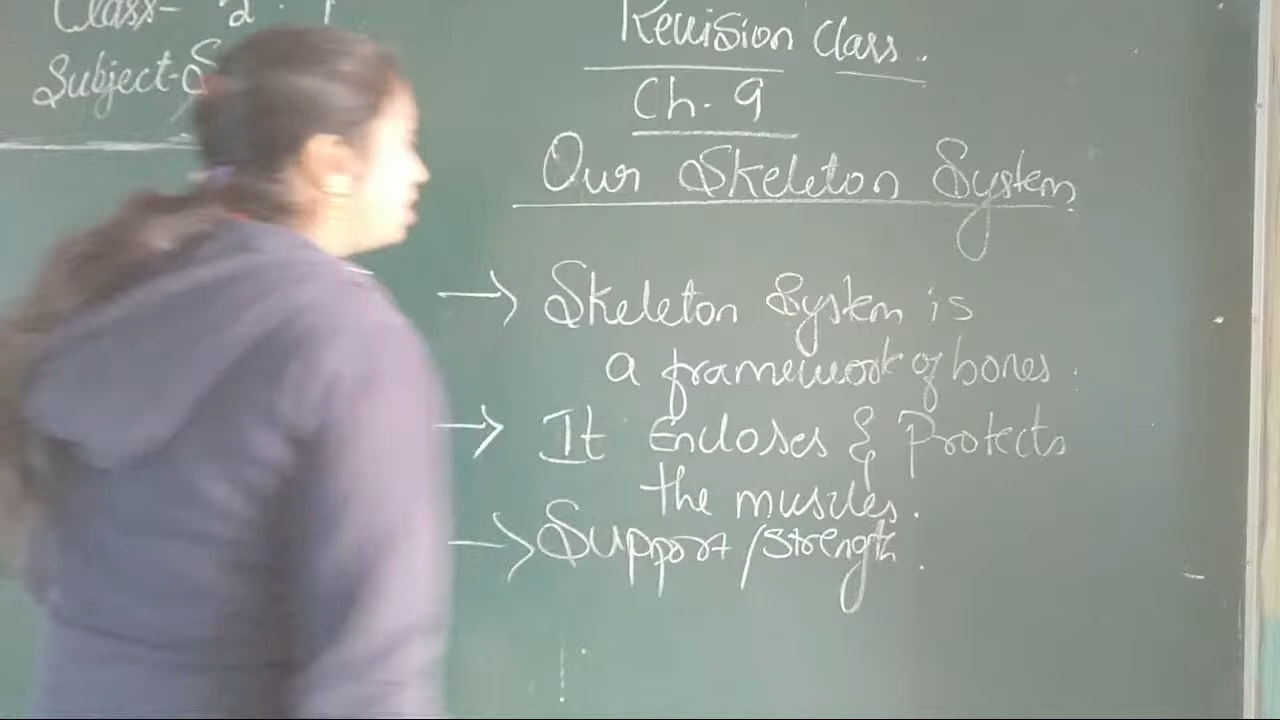 Class- 2
Subject-S
Revision Class.
Ch. 9
Our Skeleton System
→ Skeleton System is
a framework of bones.
→ It Encloses & Protects
the muscles.
→ Support/strength.